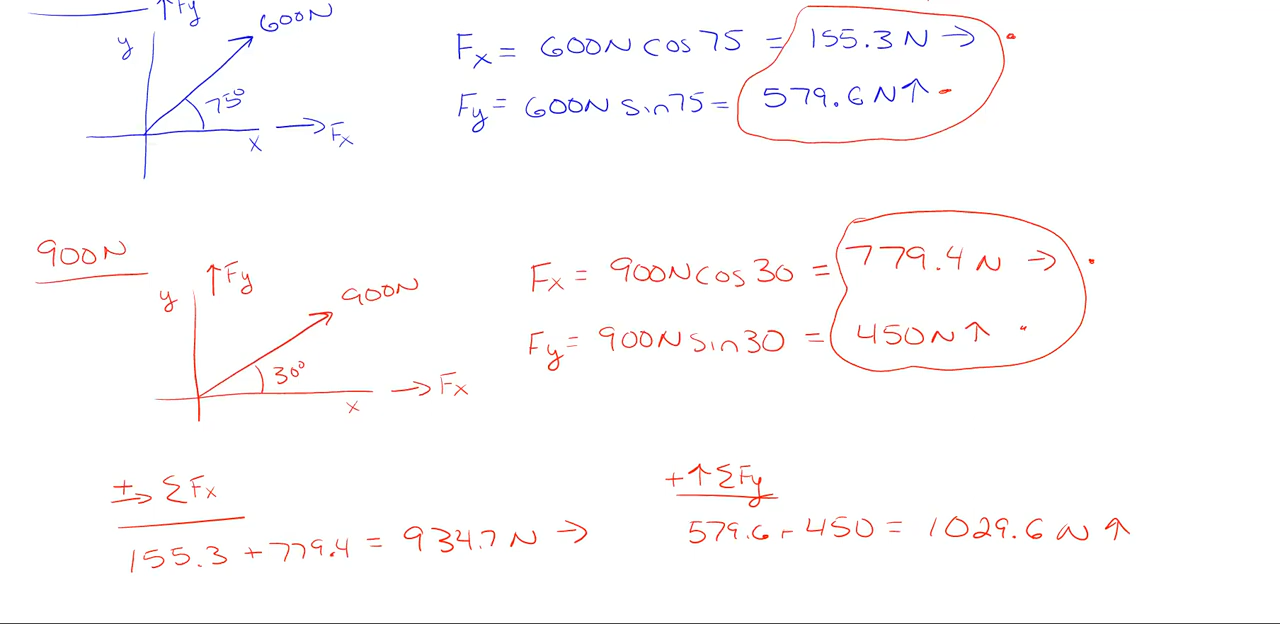 ↑Fy
600N
y
75°
x
→ Fx
Fx = 600N cos 75 = 155.3 N →
Fy = 600N sin 75 = 579.6 N ↑
900N
↑Fy
y
900N
30°
x
→ Fx
Fx = 900N cos 30 = 779.4 N →
Fy = 900N sin 30 = 450 N ↑
+→ ΣFx
155.3 + 779.4 = 934.7 N →
+↑ ΣFy
579.6 - 450 = 1029.6 N ↑